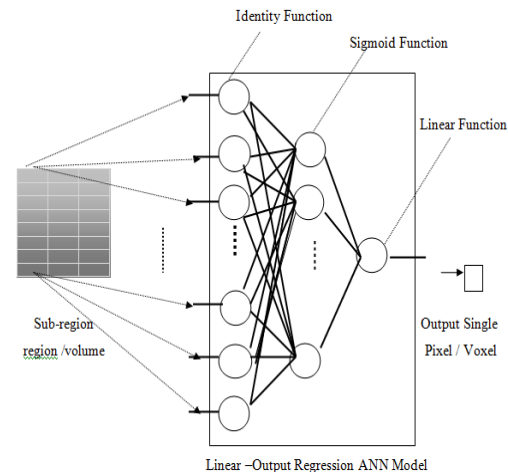 Identity Function
Sigmoid Function
Linear Function
Sub-region
region /volume
Output Single
Pixel / Voxel
Linear –Output Regression ANN Model